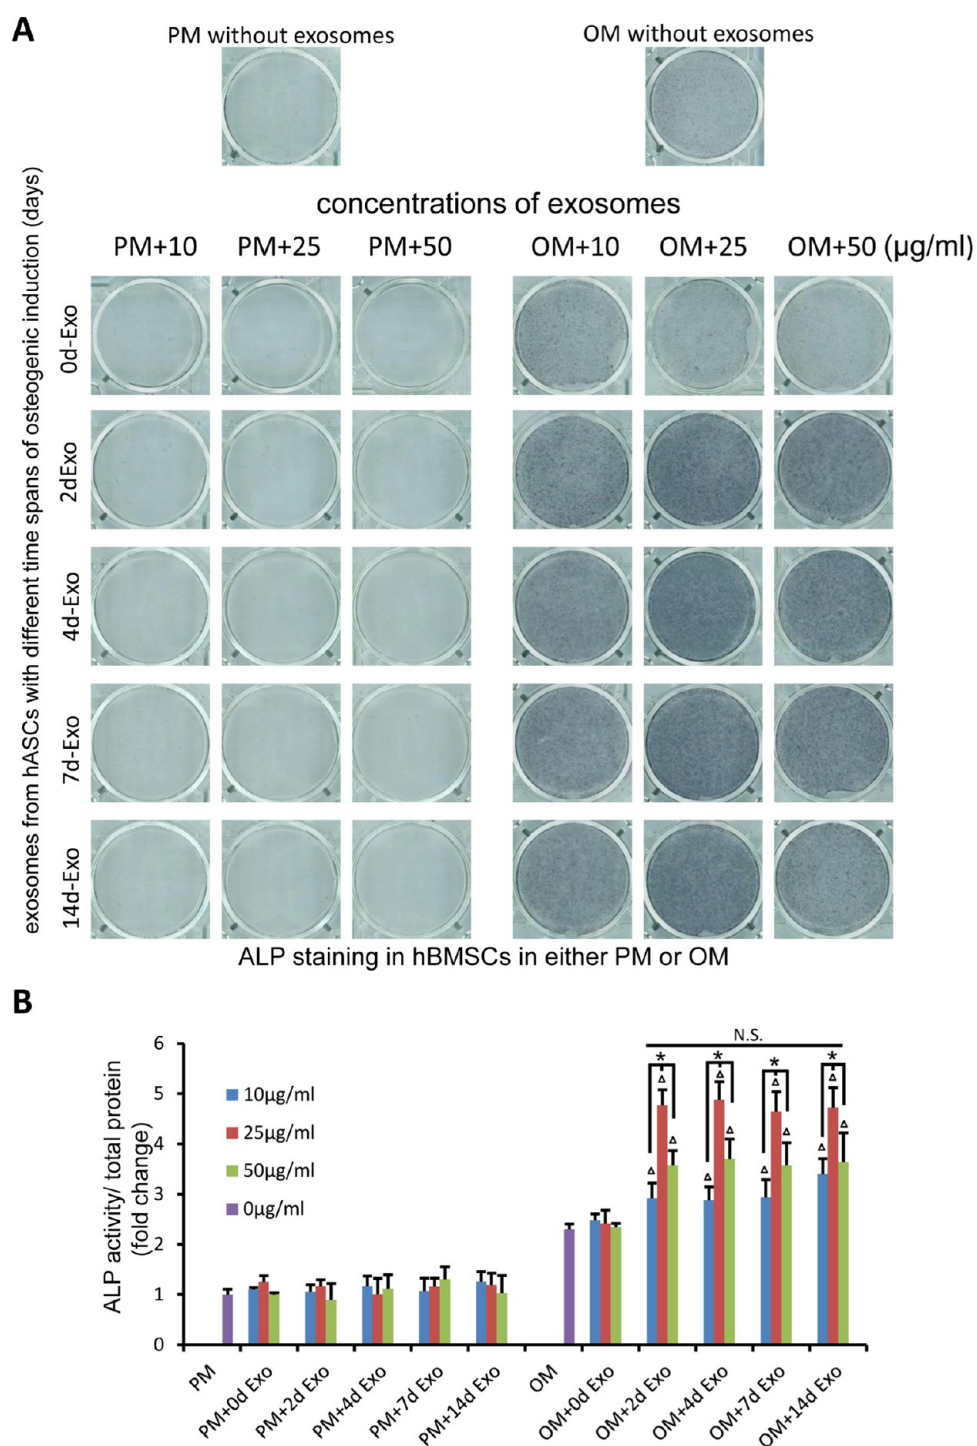 A
PM without exosomes
OM without exosomes
exosomes from hASCs with different time spans of osteogenic induction (days)
concentrations of exosomes
PM+10 PM+25 PM+50 OM+10 OM+25 OM+50 (µg/ml)
0d-Exo
2dExo
4d-Exo
7d-Exo
14d-Exo
ALP staining in hBMSCs in either PM or OM
B
ALP activity/ total protein
(fold change)
6
5
4
3
2
1
0
10µg/ml
25µg/ml
50µg/ml
0µg/ml
N.S.
* * * *
Δ Δ Δ Δ Δ Δ Δ Δ Δ Δ Δ Δ
PM
PM+0d Exo
PM+2d Exo
PM+4d Exo
PM+7d Exo
PM+14d Exo
OM
OM+0d Exo
OM+2d Exo
OM+4d Exo
OM+7d Exo
OM+14d Exo